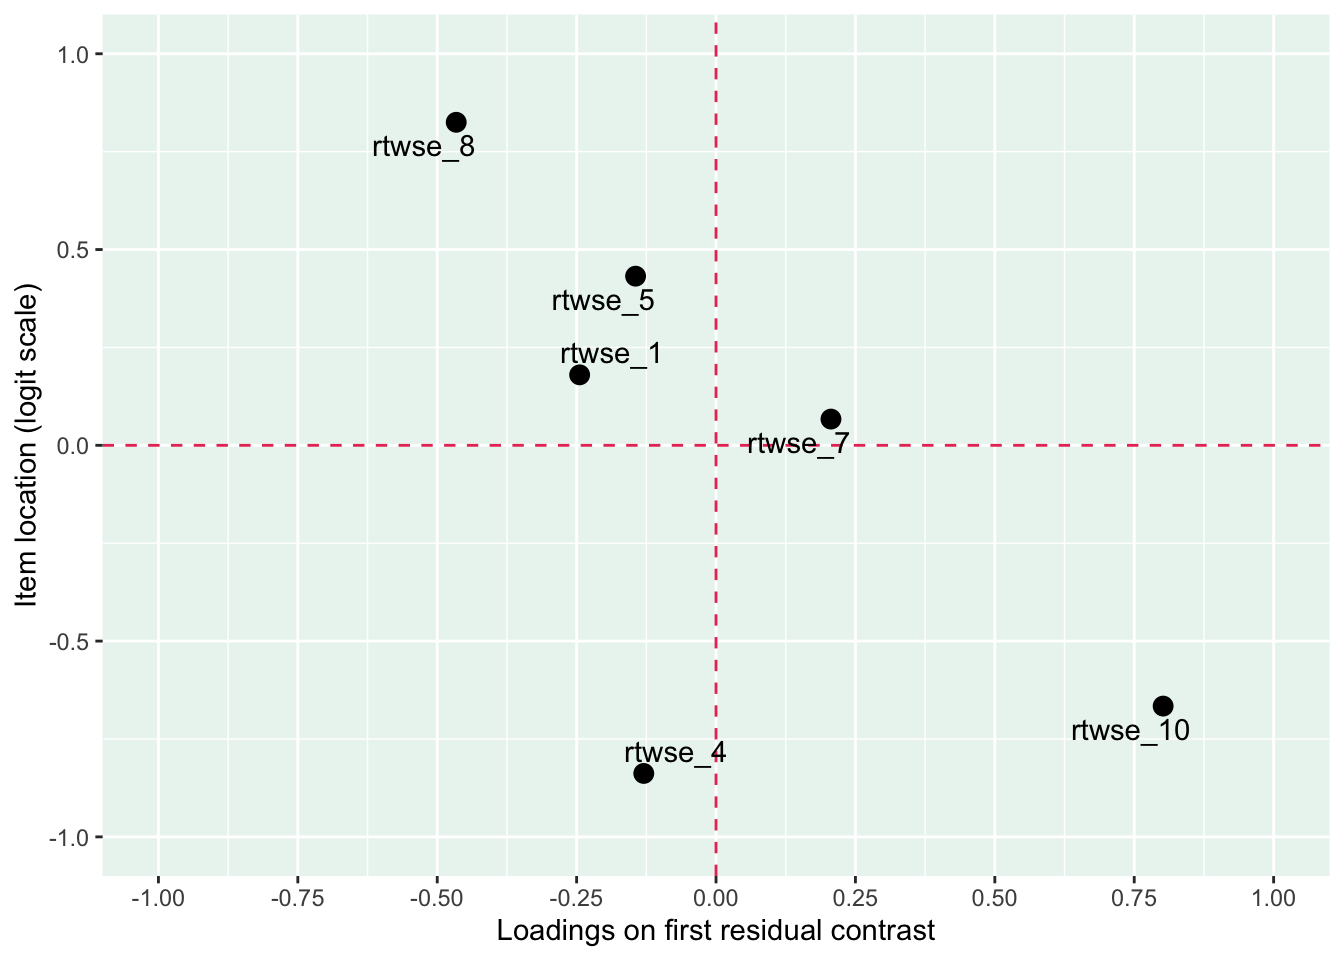 1.0
rtwse_8
0.5
rtwse_5
rtwse_1
rtwse_7
0.0
Item location (logit scale)
-0.5
rtwse_10
rtwse_4
-1.0
-1.00 -0.75 -0.50 -0.25 0.00 0.25 0.50 0.75 1.00
Loadings on first residual contrast